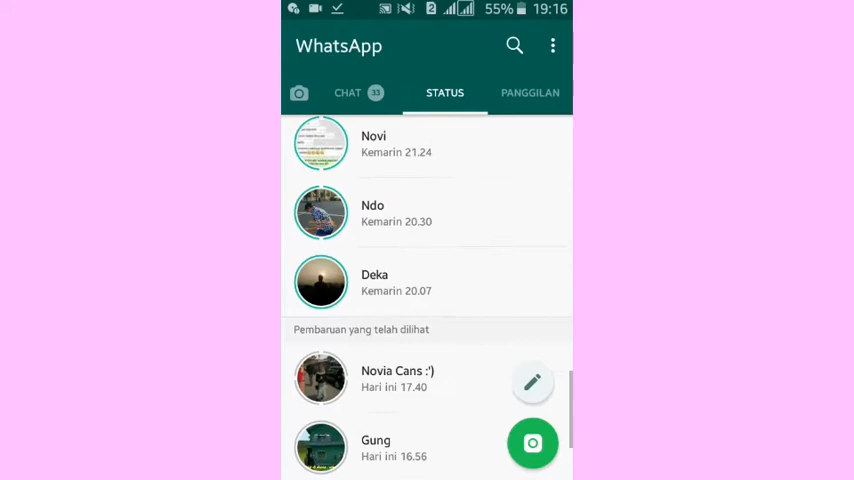 2 55% 19:16
WhatsApp
CHAT 33 STATUS PANGGILAN
Novi
Kemarin 21.24
Ndo
Kemarin 20.30
Deka
Kemarin 20.07
Pembaruan yang telah dilihat
Novia Cans :')
Hari ini 17.40
Gung
Hari ini 16.56